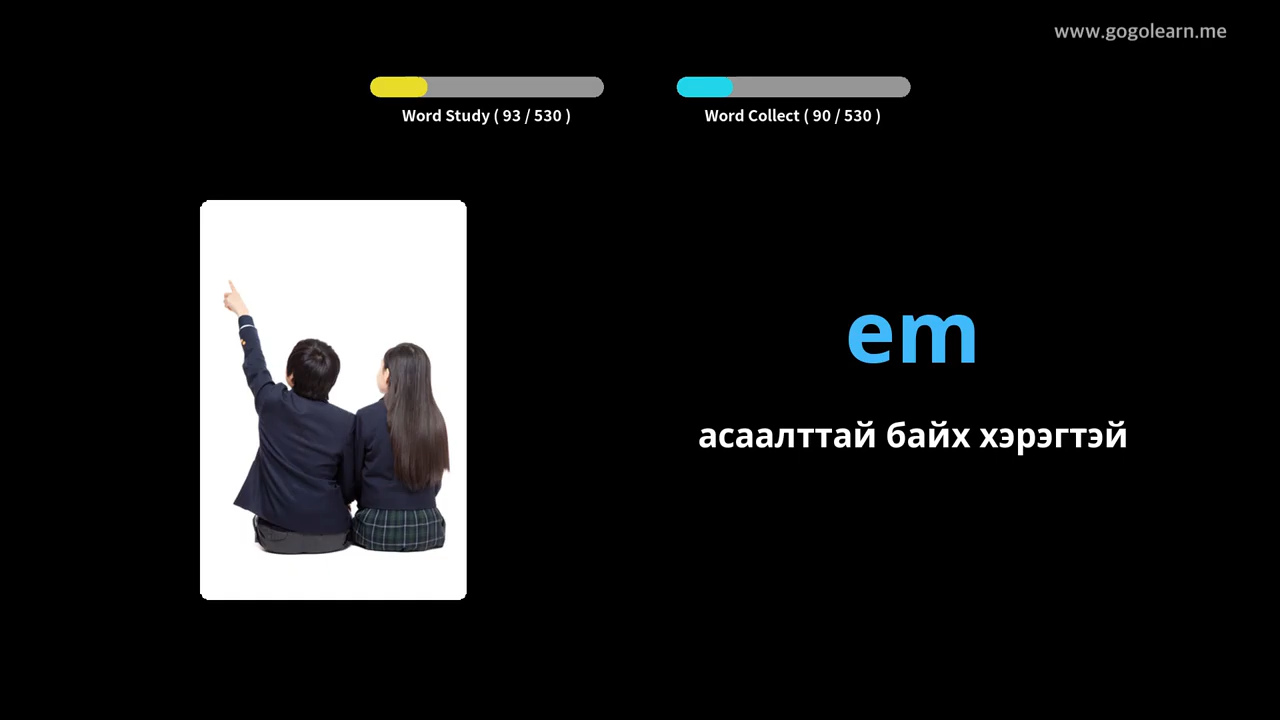 www.gogolearn.me
Word Study ( 93 / 530 )
Word Collect ( 90 / 530 )
em
асаалттай байх хэрэгтэй